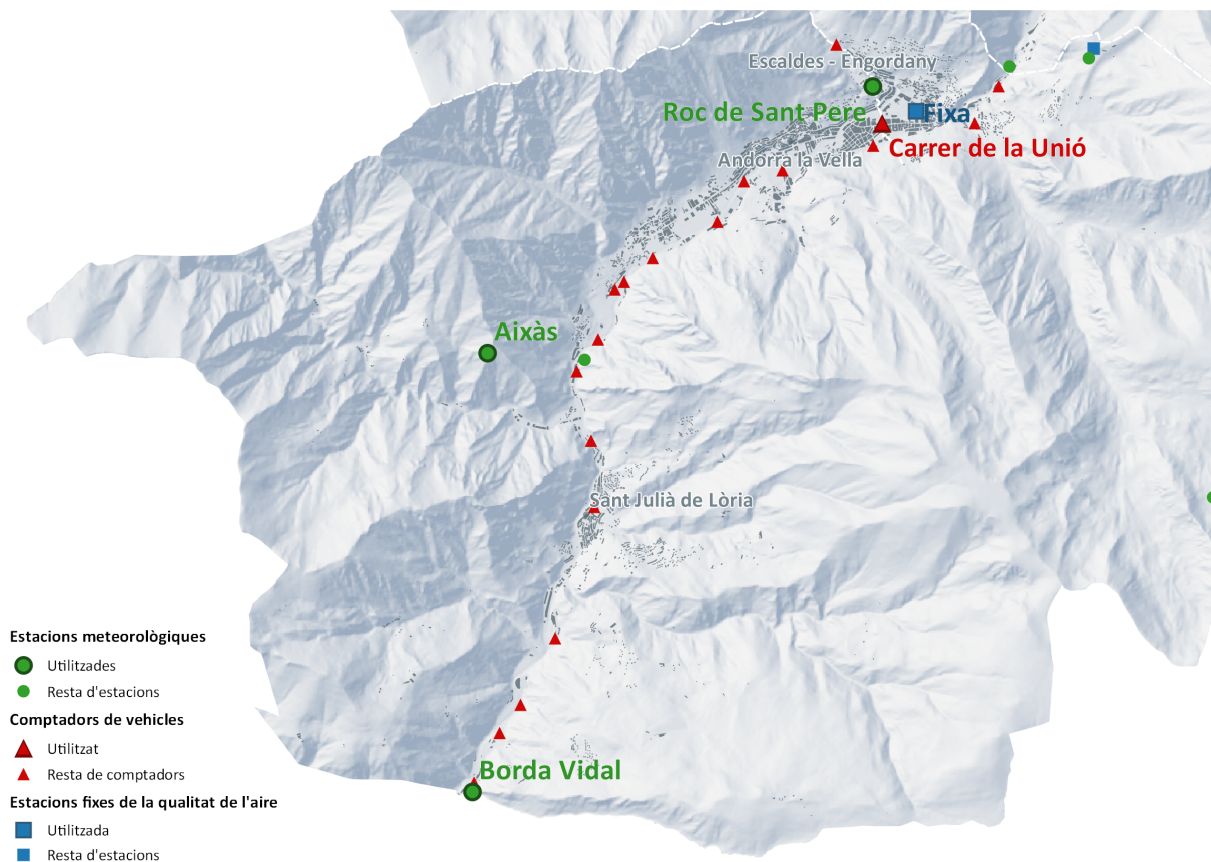 Escaldes - Engordany
Roc de Sant Pere
Fixa
Carrer de la Unió
Andorra la Vella
Aixàs
Sant Julià de Lòria
Borda Vidal
Estacions meteorològiques
Utilitzades
Resta d'estacions
Comptadors de vehicles
Utilitzat
Resta de comptadors
Estacions fixes de la qualitat de l'aire
Utilitzada
Resta d'estacions